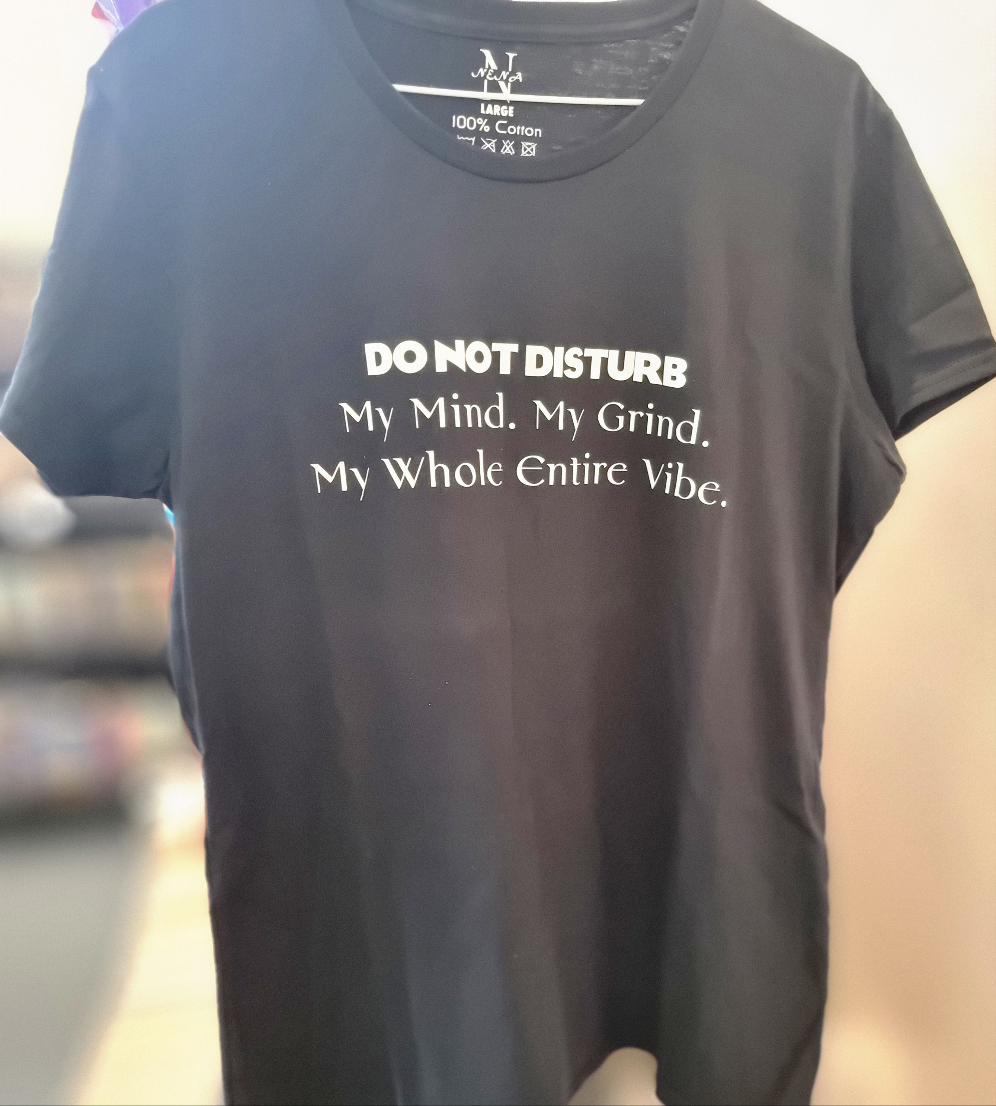 N
NENA
LARGE
100% Cotton
DO NOT DISTURB
My Mind. My Grind.
My Whole Entire Vibe.